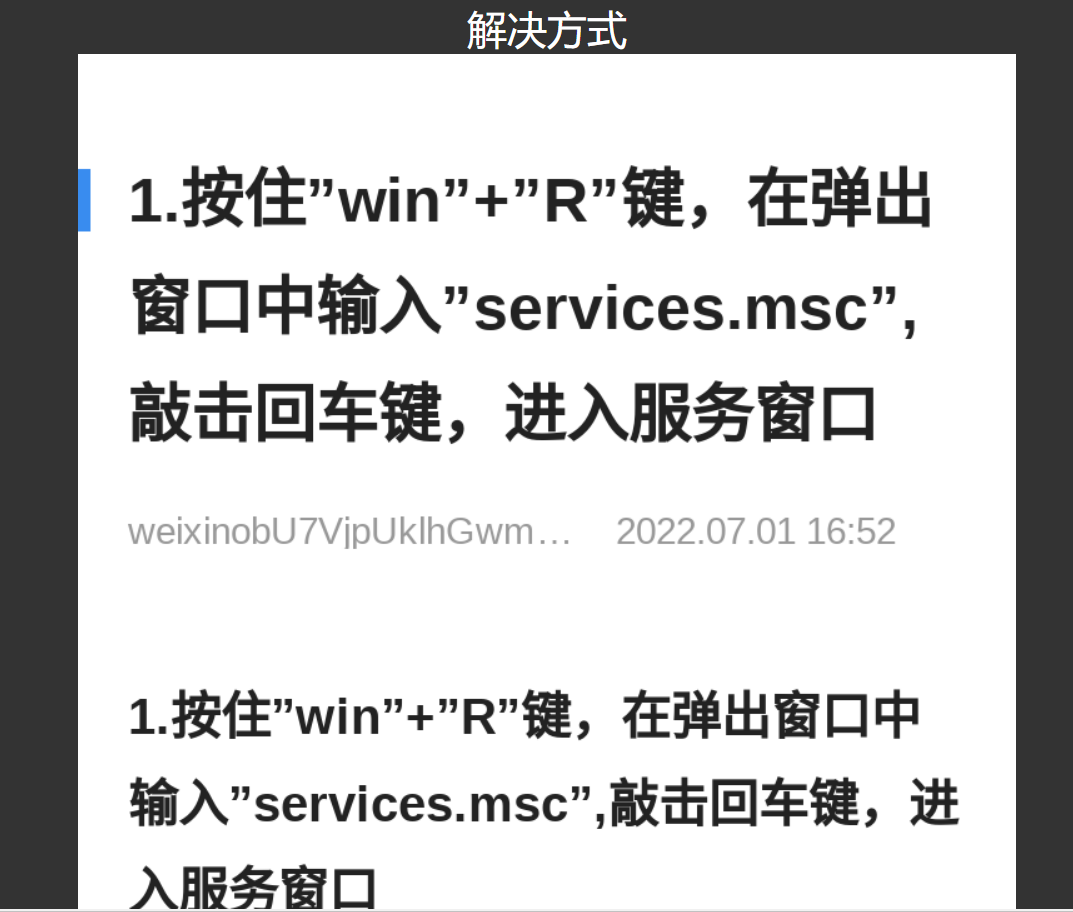 解决方式
1.按住”win”+”R”键，在弹出
窗口中输入”services.msc”,
敲击回车键，进入服务窗口
weixinobU7VjpUklhGwm… 2022.07.01 16:52
1.按住”win”+”R”键，在弹出窗口中
输入”services.msc”,敲击回车键，进
入服务窗口